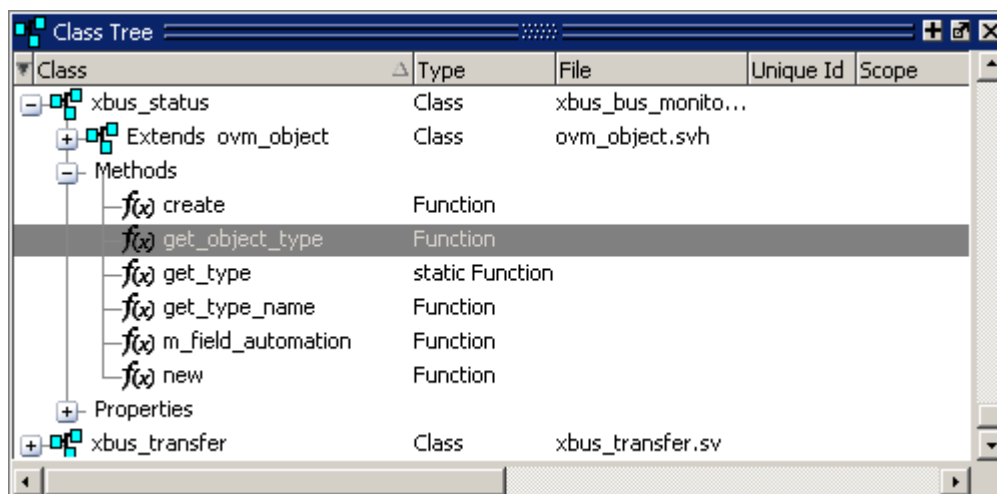 Class Tree
Class Type File Unique Id Scope
xbus_status Class xbus_bus_monito...
Extends ovm_object Class ovm_object.svh
Methods
f(x) create Function
f(x) get_object_type Function
f(x) get_type static Function
f(x) get_type_name Function
f(x) m_field_automation Function
f(x) new Function
Properties
xbus_transfer Class xbus_transfer.sv